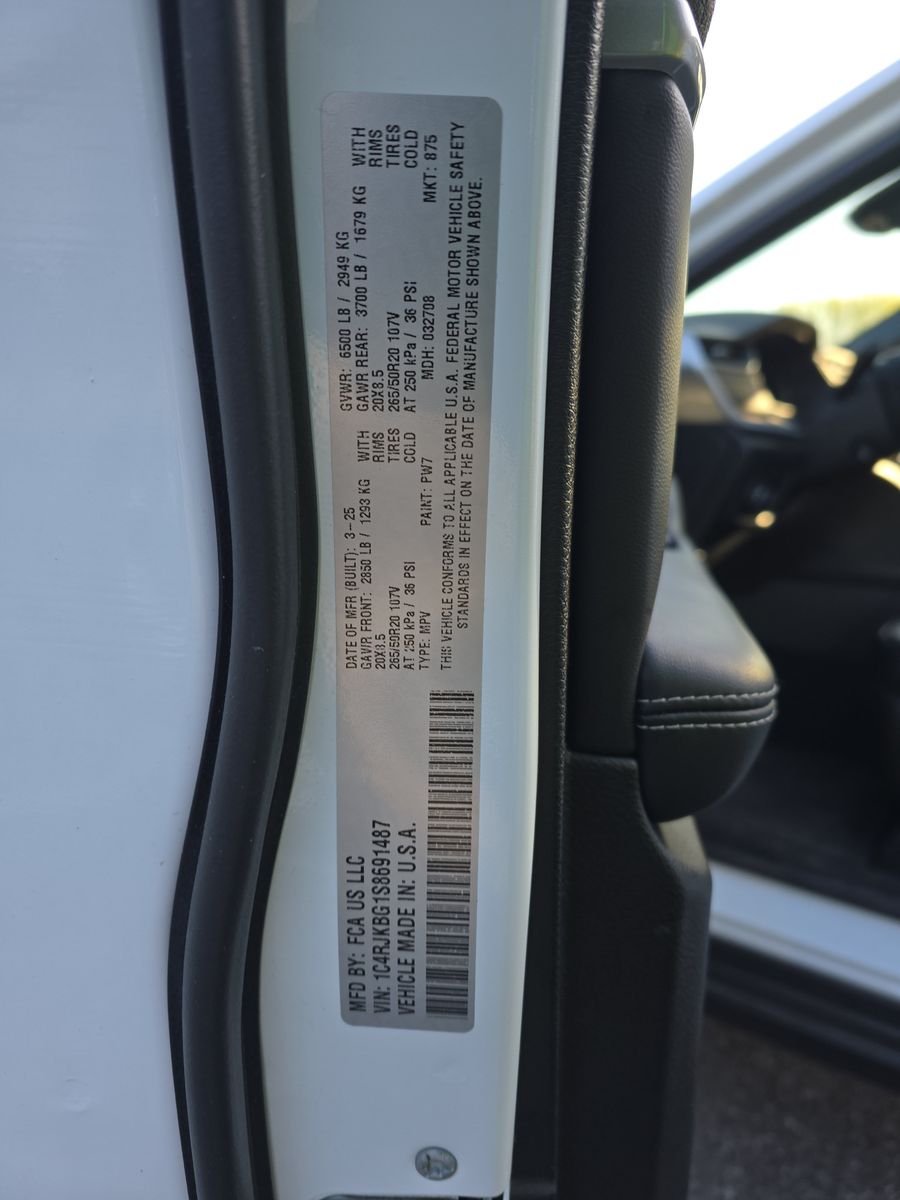 MFD BY: FCA US LLC
VIN: 1C4RJKBG1S8691487
VEHICLE MADE IN: U.S.A.
DATE OF MFR (BUILT): 3-25 GVWR: 6500 LB / 2949 KG
GAWR FRONT: 2850 LB / 1293 KG WITH GAWR REAR: 3700 LB / 1679 KG WITH
20X8.5 RIMS 20X8.5 RIMS
265/50R20 107V TIRES 265/50R20 107V TIRES
AT 250 kPa / 36 PSI COLD AT 250 kPa / 36 PSI COLD
TYPE: MPV PAINT: PW7 MDH: 032708 MKT: 875
THIS VEHICLE CONFORMS TO ALL APPLICABLE U.S.A. FEDERAL MOTOR VEHICLE SAFETY
STANDARDS IN EFFECT ON THE DATE OF MANUFACTURE SHOWN ABOVE.